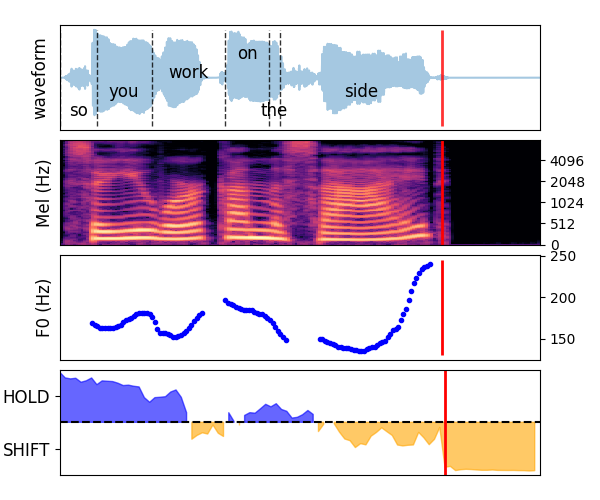 waveform
so
you
work
on
the
side
Mel (Hz)
4096
2048
1024
512
0
F0 (Hz)
250
200
150
HOLD
SHIFT